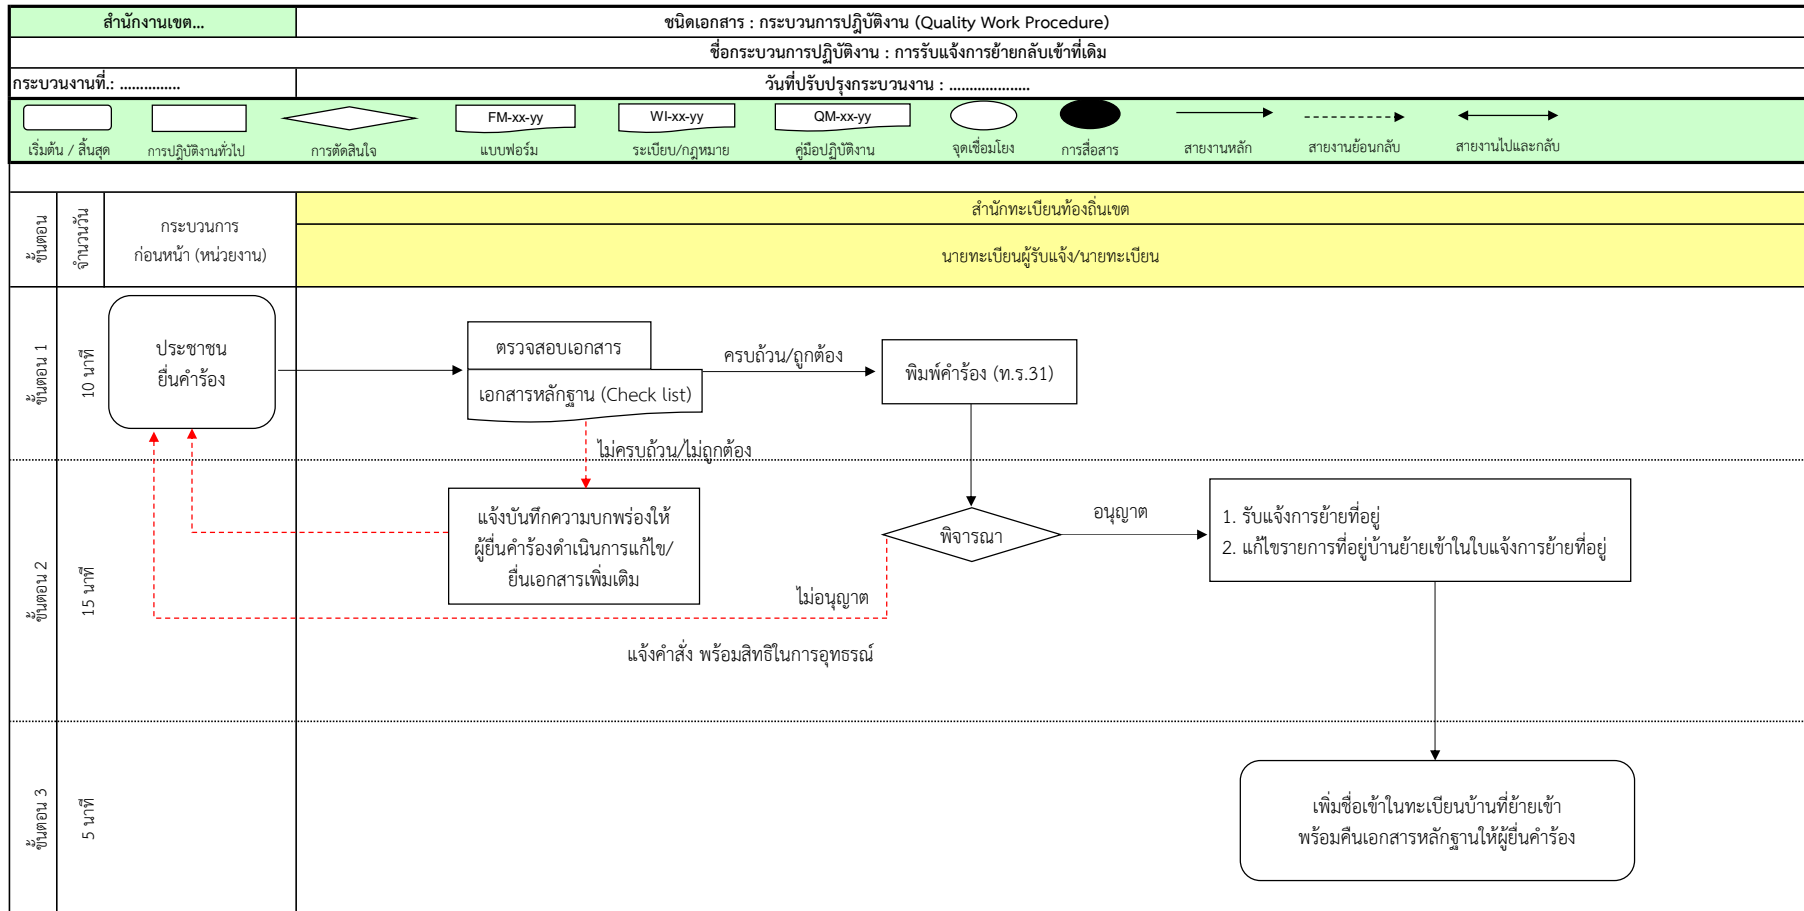 สำนักงานเขต...
ชนิดเอกสาร : กระบวนการปฏิบัติงาน (Quality Work Procedure)
ชื่อกระบวนการปฏิบัติงาน : การรับแจ้งการย้ายกลับเข้าที่เดิม
กระบวนงานที่.: ...............
วันที่ปรับปรุงกระบวนงาน : ....................
FM-xx-yy
WI-xx-yy
QM-xx-yy
เริ่มต้น / สิ้นสุด
การปฏิบัติงานทั่วไป
การตัดสินใจ
แบบฟอร์ม
ระเบียบ/กฎหมาย
คู่มือปฏิบัติงาน
จุดเชื่อมโยง
การสื่อสาร
สายงานหลัก
สายงานย้อนกลับ
สายงานไปและกลับ
ขั้นตอน
จำนวนวัน
กระบวนการ
ก่อนหน้า (หน่วยงาน)
สำนักทะเบียนท้องถิ่นเขต
นายทะเบียนผู้รับแจ้ง/นายทะเบียน
ขั้นตอน 1
10 นาที
ประชาชน
ยื่นคำร้อง
ตรวจสอบเอกสาร
เอกสารหลักฐาน (Check list)
ครบถ้วน/ถูกต้อง
พิมพ์คำร้อง (ท.ร.31)
ไม่ครบถ้วน/ไม่ถูกต้อง
ขั้นตอน 2
15 นาที
แจ้งบันทึกความบกพร่องให้
ผู้ยื่นคำร้องดำเนินการแก้ไข/
ยื่นเอกสารเพิ่มเติม
พิจารณา
อนุญาต
1. รับแจ้งการย้ายที่อยู่
2. แก้ไขรายการที่อยู่บ้านย้ายเข้าในใบแจ้งการย้ายที่อยู่
ไม่อนุญาต
แจ้งคำสั่ง พร้อมสิทธิในการอุทธรณ์
ขั้นตอน 3
5 นาที
เพิ่มชื่อเข้าในทะเบียนบ้านที่ย้ายเข้า
พร้อมคืนเอกสารหลักฐานให้ผู้ยื่นคำร้อง